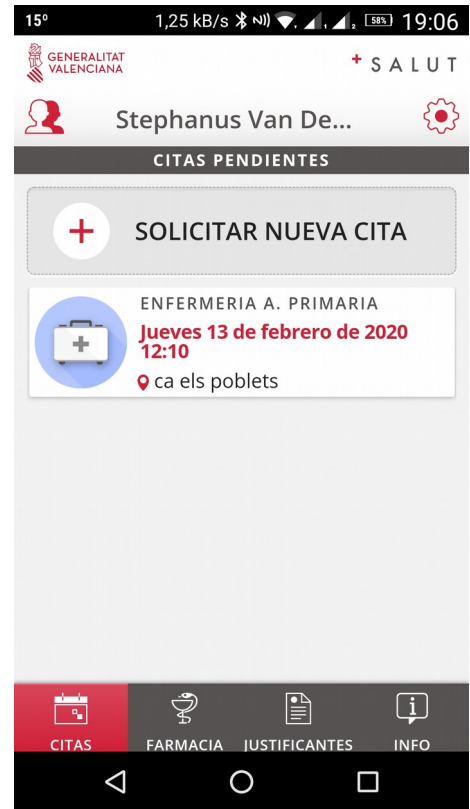 15º 1,25 kB/s 58% 19:06
GENERALITAT
VALENCIANA
+ SALUT
Stephanus Van De...
CITAS PENDIENTES
+ SOLICITAR NUEVA CITA
ENFERMERIA A. PRIMARIA
Jueves 13 de febrero de 2020
12:10
ca els poblets
CITAS FARMACIA JUSTIFICANTES INFO